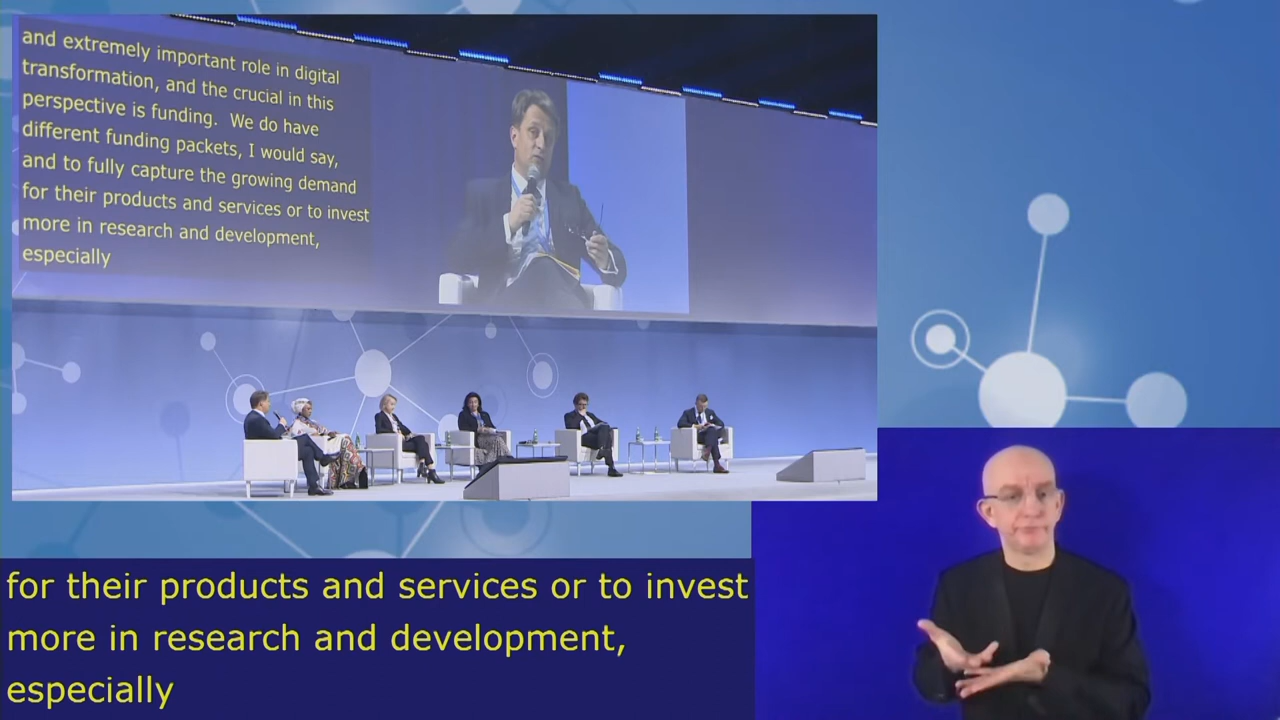 and extremely important role in digital
transformation, and the crucial in this
perspective is funding. We do have
different funding packets, I would say,
and to fully capture the growing demand
for their products and services or to invest
more in research and development,
especially
for their products and services or to invest
more in research and development,
especially